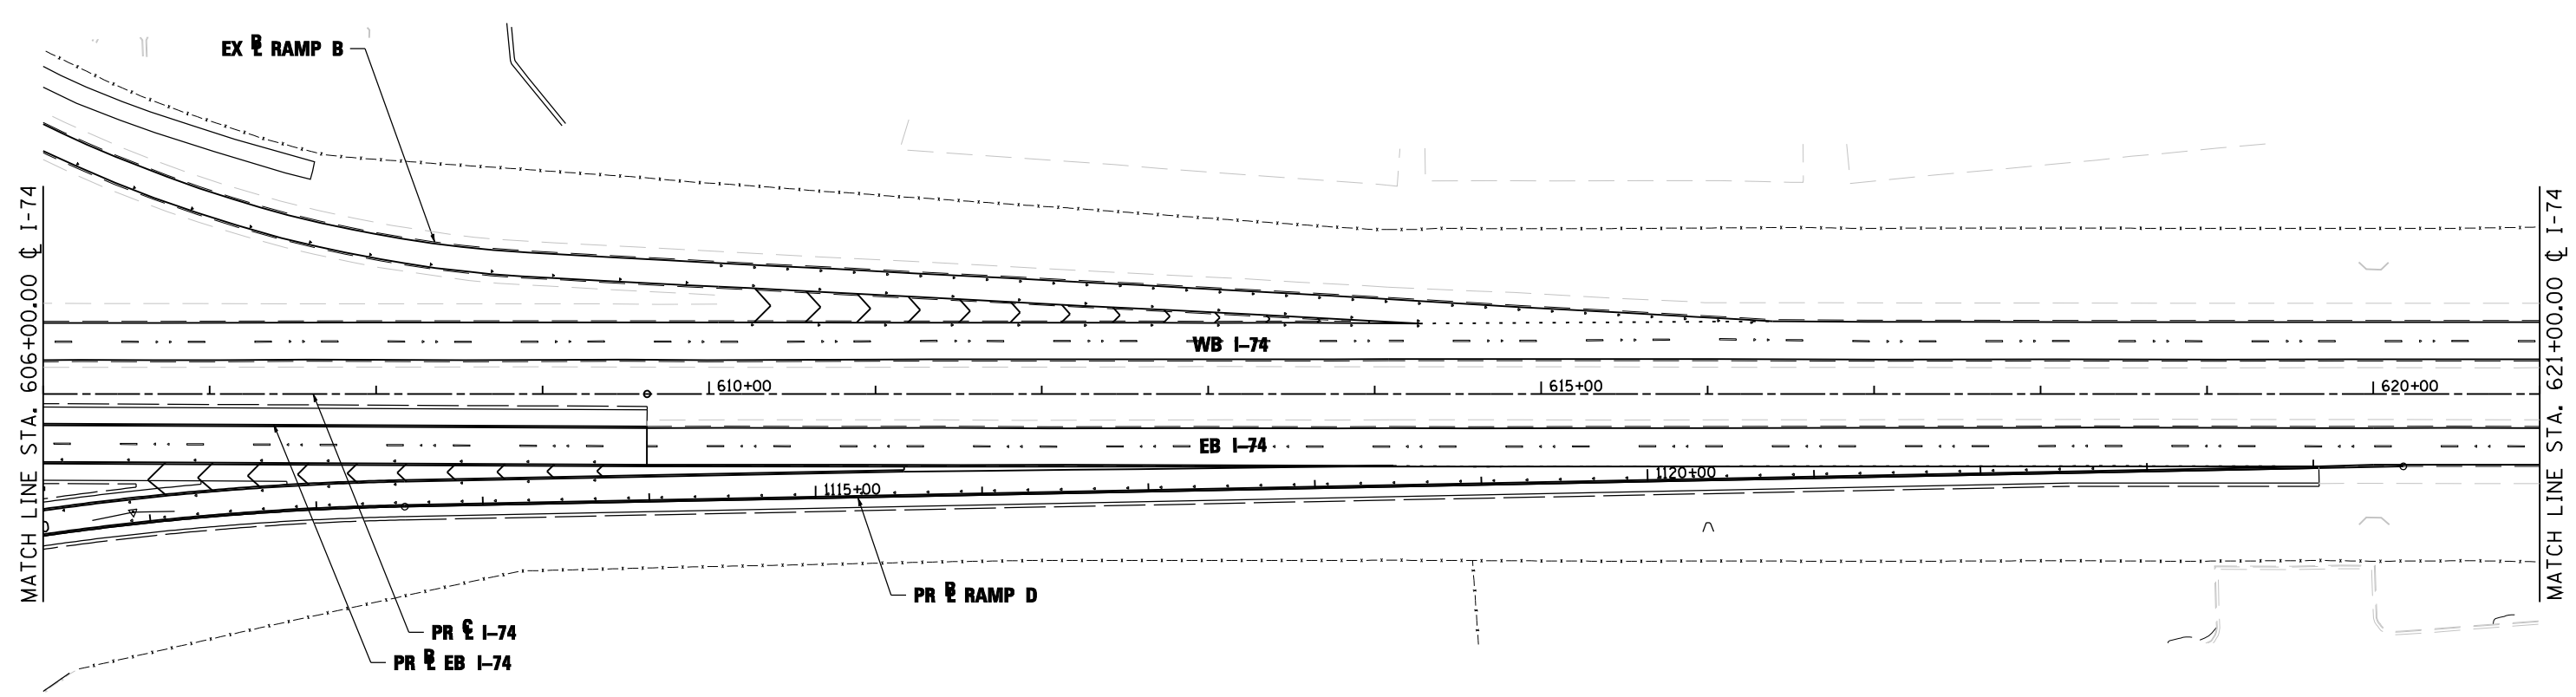 EX ⅊ RAMP B
MATCH LINE STA. 606+00.00 ℄ I-74
WB I-74
610+00
615+00
620+00
EB I-74
1115+00
1120+00
PR ⅊ RAMP D
PR ℄ I-74
PR ⅊ EB I-74
MATCH LINE STA. 621+00.00 ℄ I-74